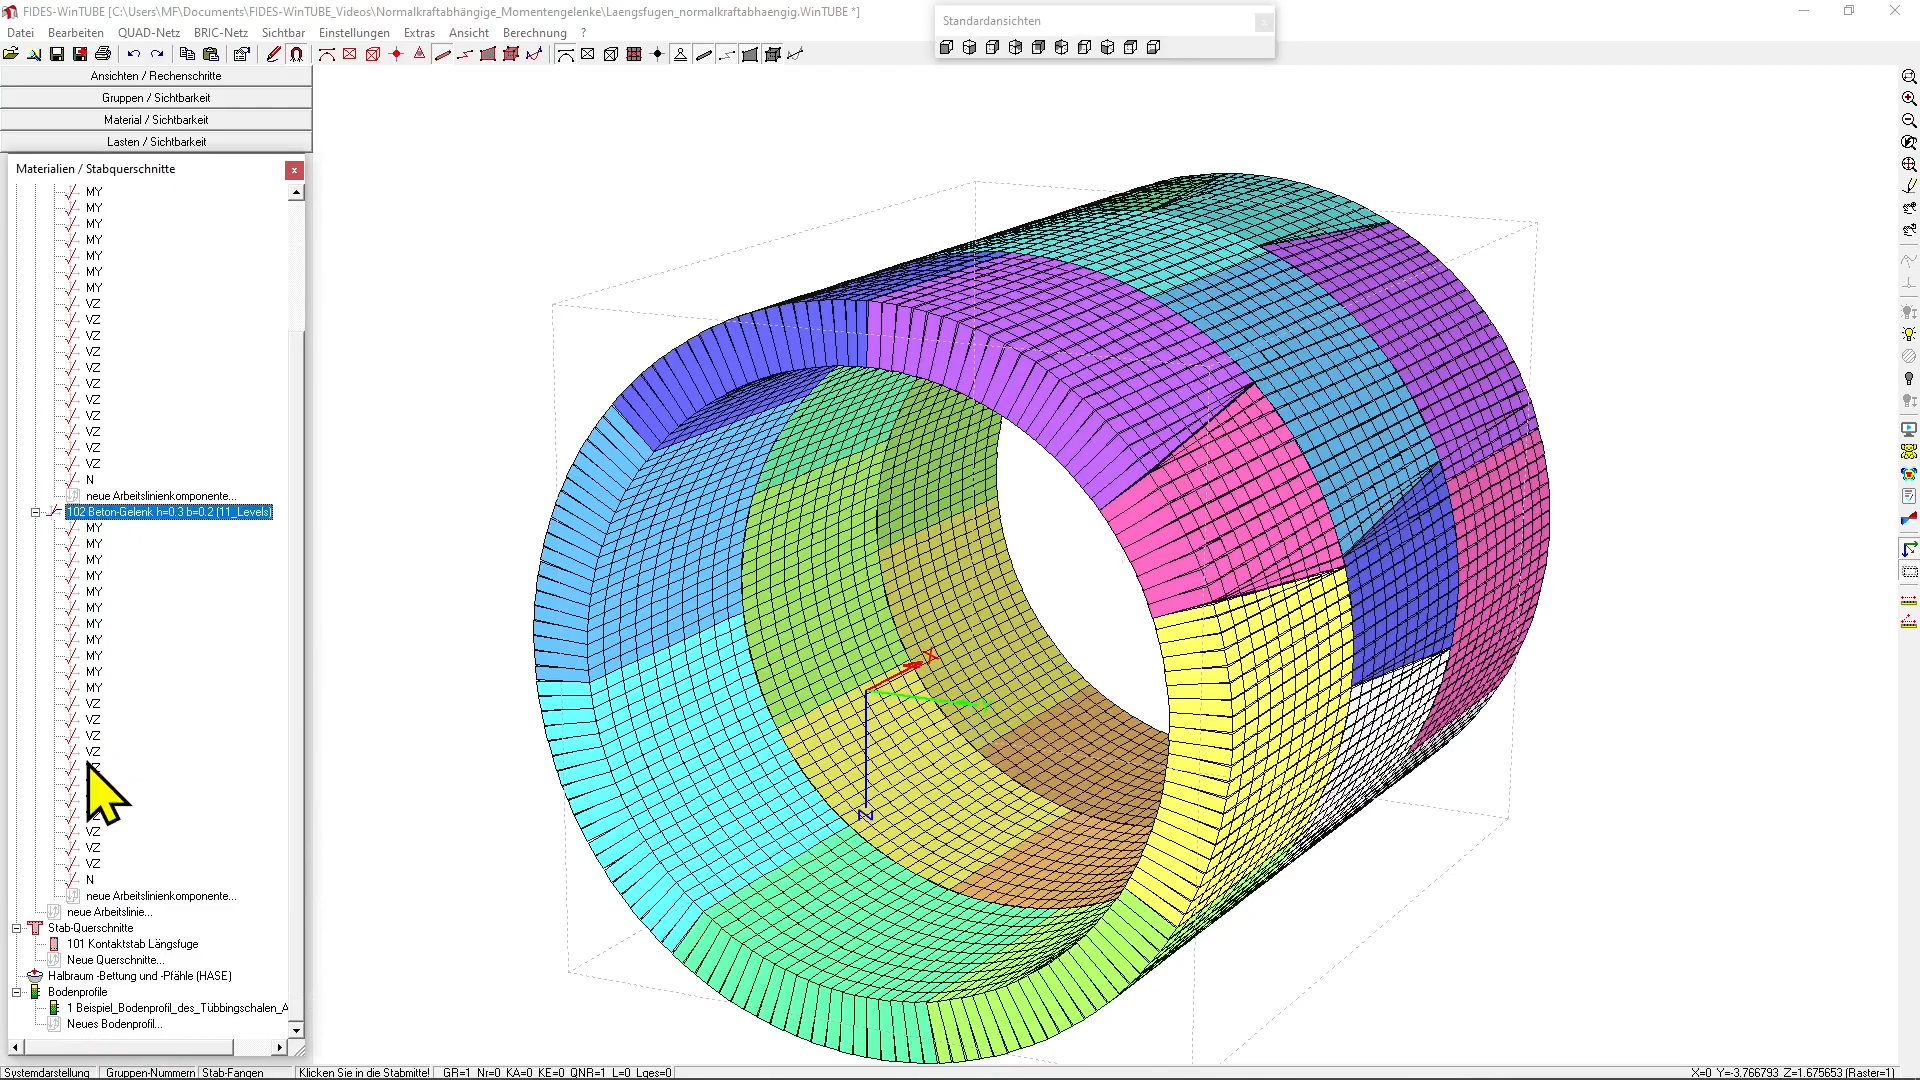 FIDES-WinTUBE [C:\Users\MF\Documents\FIDES-WinTUBE_Videos\Normalkraftabhängige_Momentengelenke\Laengsfugen_normalkraftabhaengig.WinTUBE *]
Datei Bearbeiten QUAD-Netz BRIC-Netz Sichtbar Einstellungen Extras Ansicht Berechnung ?
Standardansichten
Ansichten / Rechenschritte
Gruppen / Sichtbarkeit
Material / Sichtbarkeit
Lasten / Sichtbarkeit
Materialien / Stabquerschnitte
MY
MY
MY
MY
MY
MY
MY
VZ
VZ
VZ
VZ
VZ
VZ
VZ
VZ
VZ
VZ
VZ
N
neue Arbeitslinienkomponente...
102 Beton-Gelenk h=0.3 b=0.2 (11_Levels)
MY
MY
MY
MY
MY
MY
MY
MY
MY
MY
MY
VZ
VZ
VZ
VZ
VZ
VZ
VZ
N
neue Arbeitslinienkomponente...
neue Arbeitslinie...
Stab-Querschnitte
101 Kontaktstab Längsfuge
Neue Querschnitte...
Halbraum -Bettung und -Pfähle (HASE)
Bodenprofile
1 Beispiel_Bodenprofil_des_Tübbingschalen_A
Neues Bodenprofil...
X
Y
Z
Systemdarstellung Gruppen-Nummern Stab-Fangen Klicken Sie in die Stabmitte! GR=1 Nr=0 KA=0 KE=0 QNR=1 L=0 Lges=0 X=0 Y=-3.766793 Z=1.675653 (Raster=1)